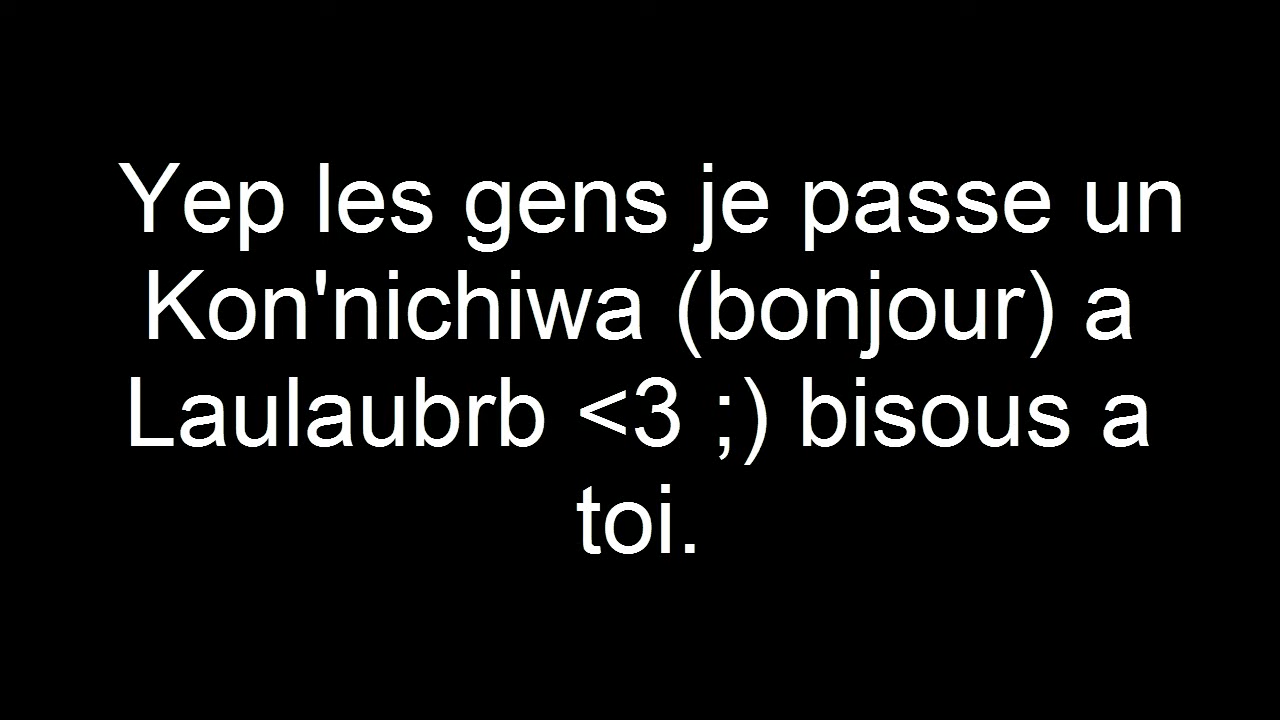 Yep les gens je passe un
Kon'nichiwa (bonjour) a
Laulaubrb <3 ;) bisous a
toi.